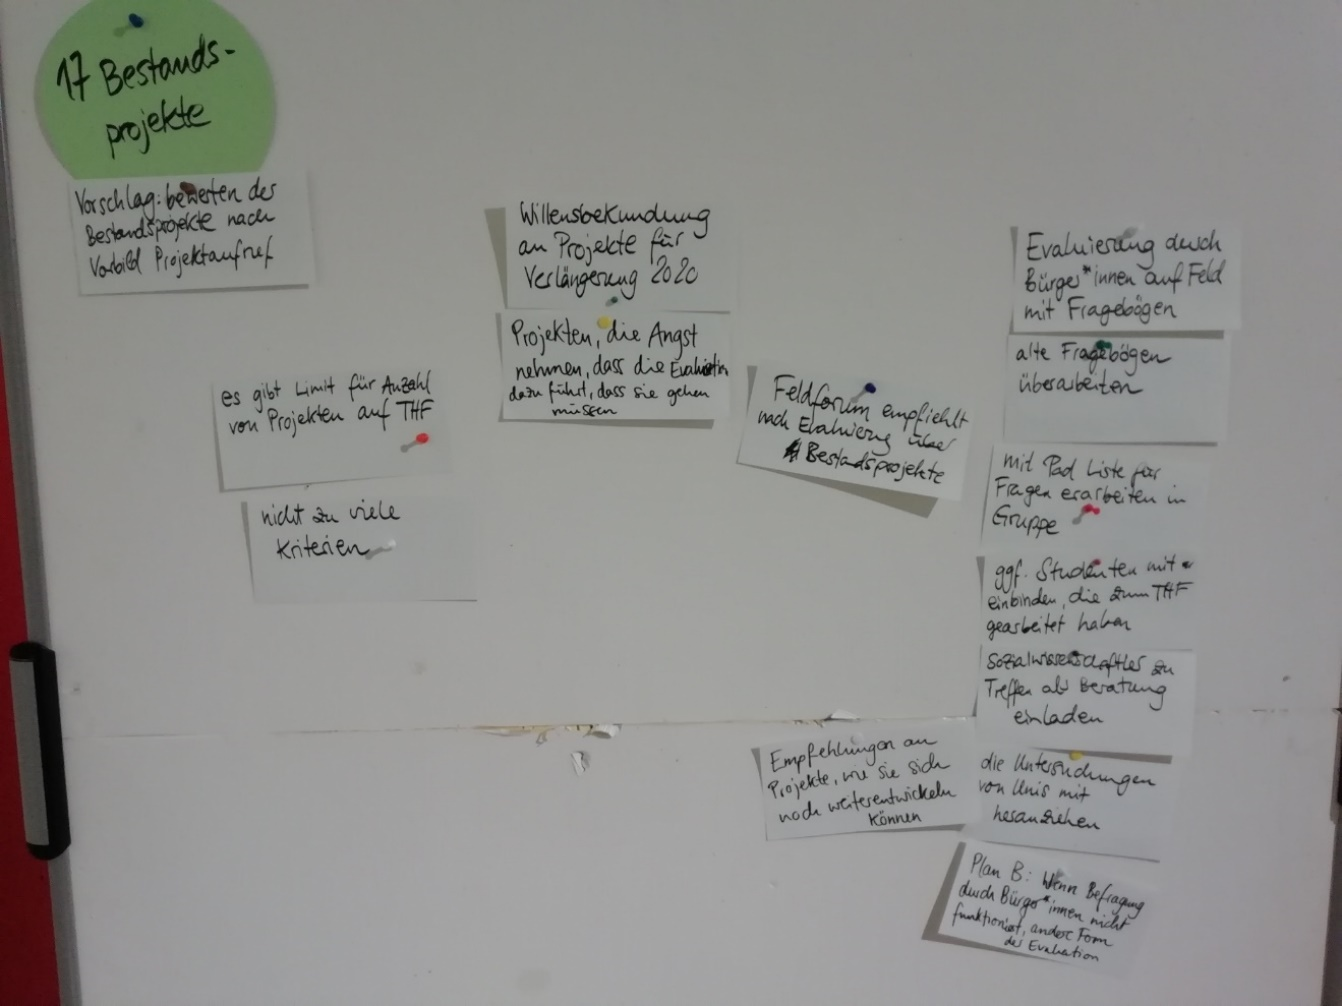 17 Bestands-
projekte
Vorschlag: bewerten der
Bestandsprojekte nach
Vorbild Projektaufruf
es gibt Limit für Anzahl
von Projekten auf THF
nicht zu viele
Kriterien
Willensbekundung
an Projekte für
Verlängerung 2020
Projekten, die Angst
nehmen, dass die Evaluation
dazu führt, dass sie gehen
müssen
Feldforum empfiehlt
nach Evaluierung über
Bestandsprojekte
Empfehlungen an
Projekte, wie sie sich
noch weiterentwickeln
können
Evaluierung durch
Bürger*innen auf Feld
mit Fragebögen
alte Fragebögen
überarbeiten
mit Pad Liste für
Fragen erarbeiten in
Gruppe
ggf. Studenten mit
einbinden, die zum THF
gearbeitet haben
Sozialwissenschaftler zu
Treffen als Beratung
einladen
die Untersuchungen
von Unis mit
heranziehen
Plan B: Wenn Befragung
durch Bürger*innen nicht
funktioniert, andere Form
der Evaluation